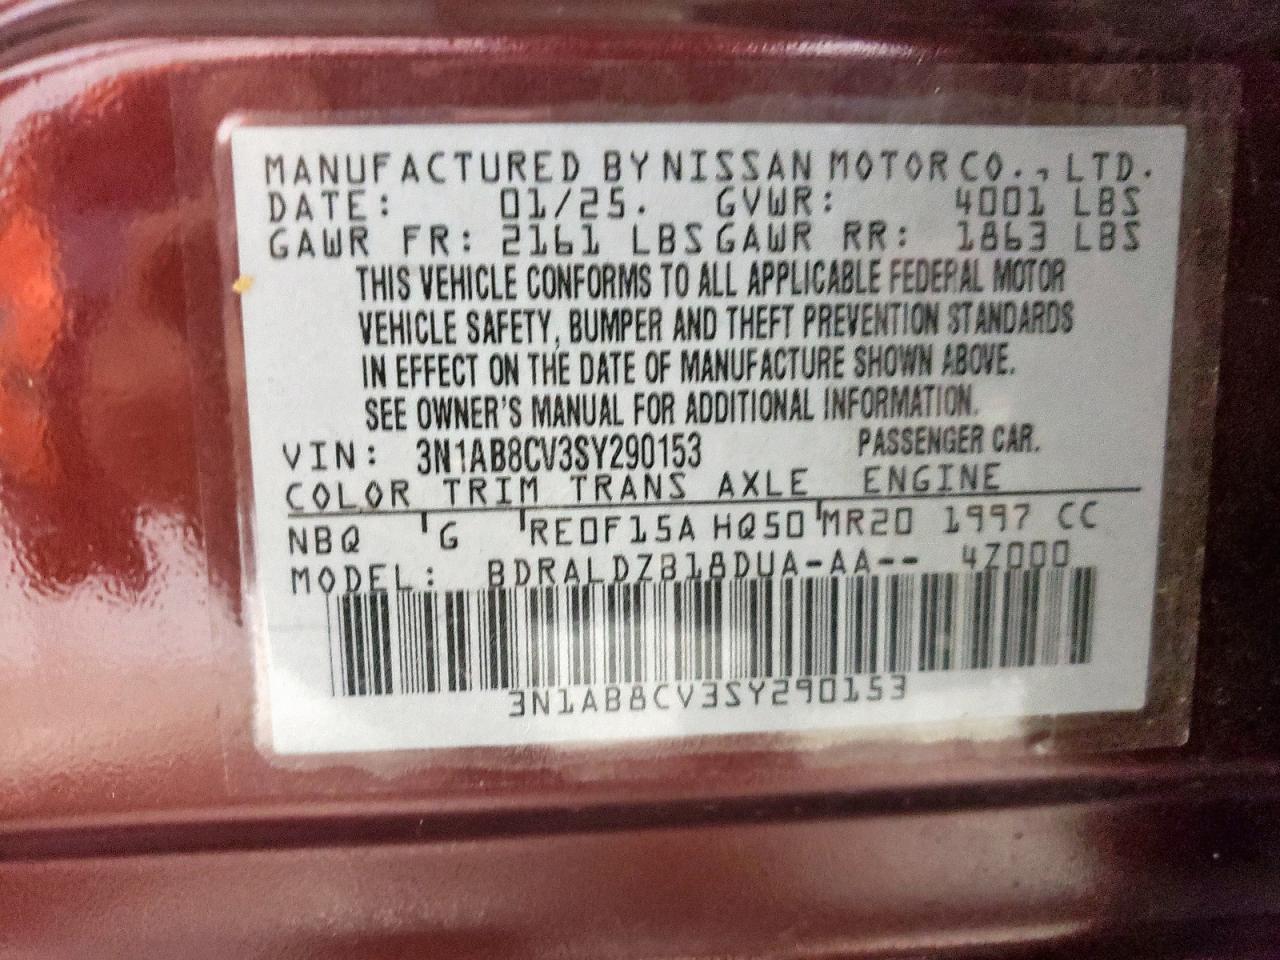 MANUFACTURED BY NISSAN MOTOR CO., LTD.
DATE: 01/25. GVWR: 4001 LBS
GAWR FR: 2161 LBS GAWR RR: 1863 LBS
THIS VEHICLE CONFORMS TO ALL APPLICABLE FEDERAL MOTOR
VEHICLE SAFETY, BUMPER AND THEFT PREVENTION STANDARDS
IN EFFECT ON THE DATE OF MANUFACTURE SHOWN ABOVE.
SEE OWNER'S MANUAL FOR ADDITIONAL INFORMATION.
VIN: 3N1AB8CV3SY290153 PASSENGER CAR.
COLOR TRIM TRANS AXLE ENGINE
NBQ G RE0F15A HQ50 MR20 1997 CC
MODEL: BDRALDZ818DUA-AA-- 4Z000
3N1AB8CV3SY290153